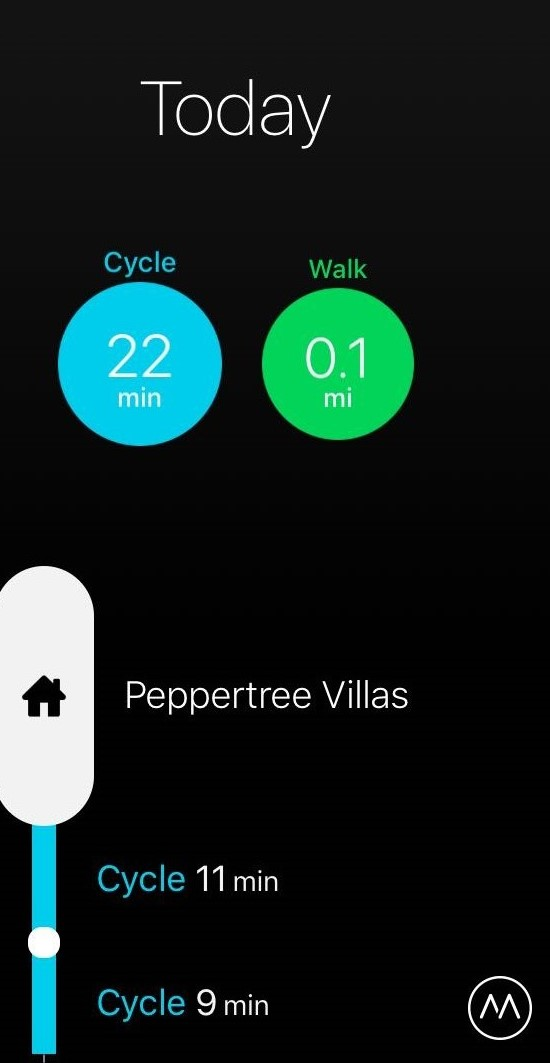 Today
Cycle
22
min
Walk
0.1
mi
Peppertree Villas
Cycle 11 min
Cycle 9 min